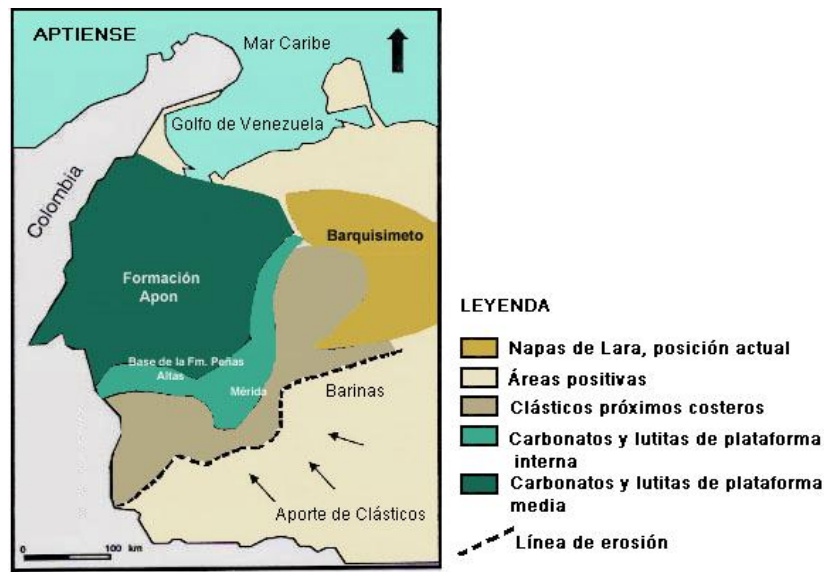 APTIENSE
Mar Caribe
Golfo de Venezuela
Colombia
Barquisimeto
Formación
Apon
Base de la Fm. Peñas
Altas
Mérida
Barinas
Aporte de Clásticos
100 km
LEYENDA
Napas de Lara, posición actual
Áreas positivas
Clásticos próximos costeros
Carbonatos y lutitas de plataforma
interna
Carbonatos y lutitas de plataforma
media
Línea de erosión